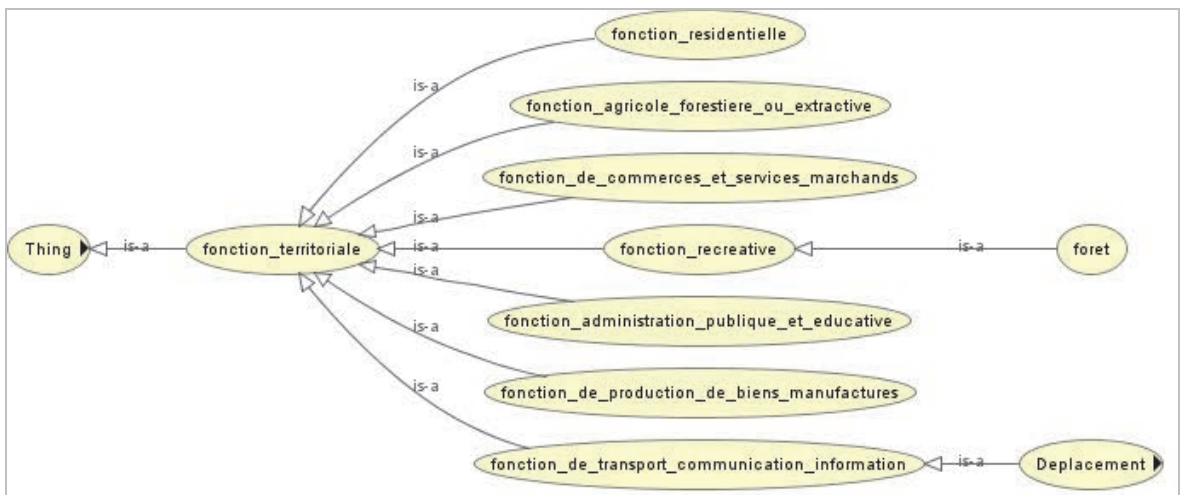 fonction_residentielle
is-a
fonction_agricole_forestiere_ou_extractive
is-a
fonction_de_commerces_et_services_marchands
is-a
Thing
is-a
fonction_territoriale
is-a
fonction_recreative
is-a
foret
is-a
fonction_administration_publique_et_educative
is-a
fonction_de_production_de_biens_manufactures
is-a
fonction_de_transport_communication_information
is-a
Deplacement